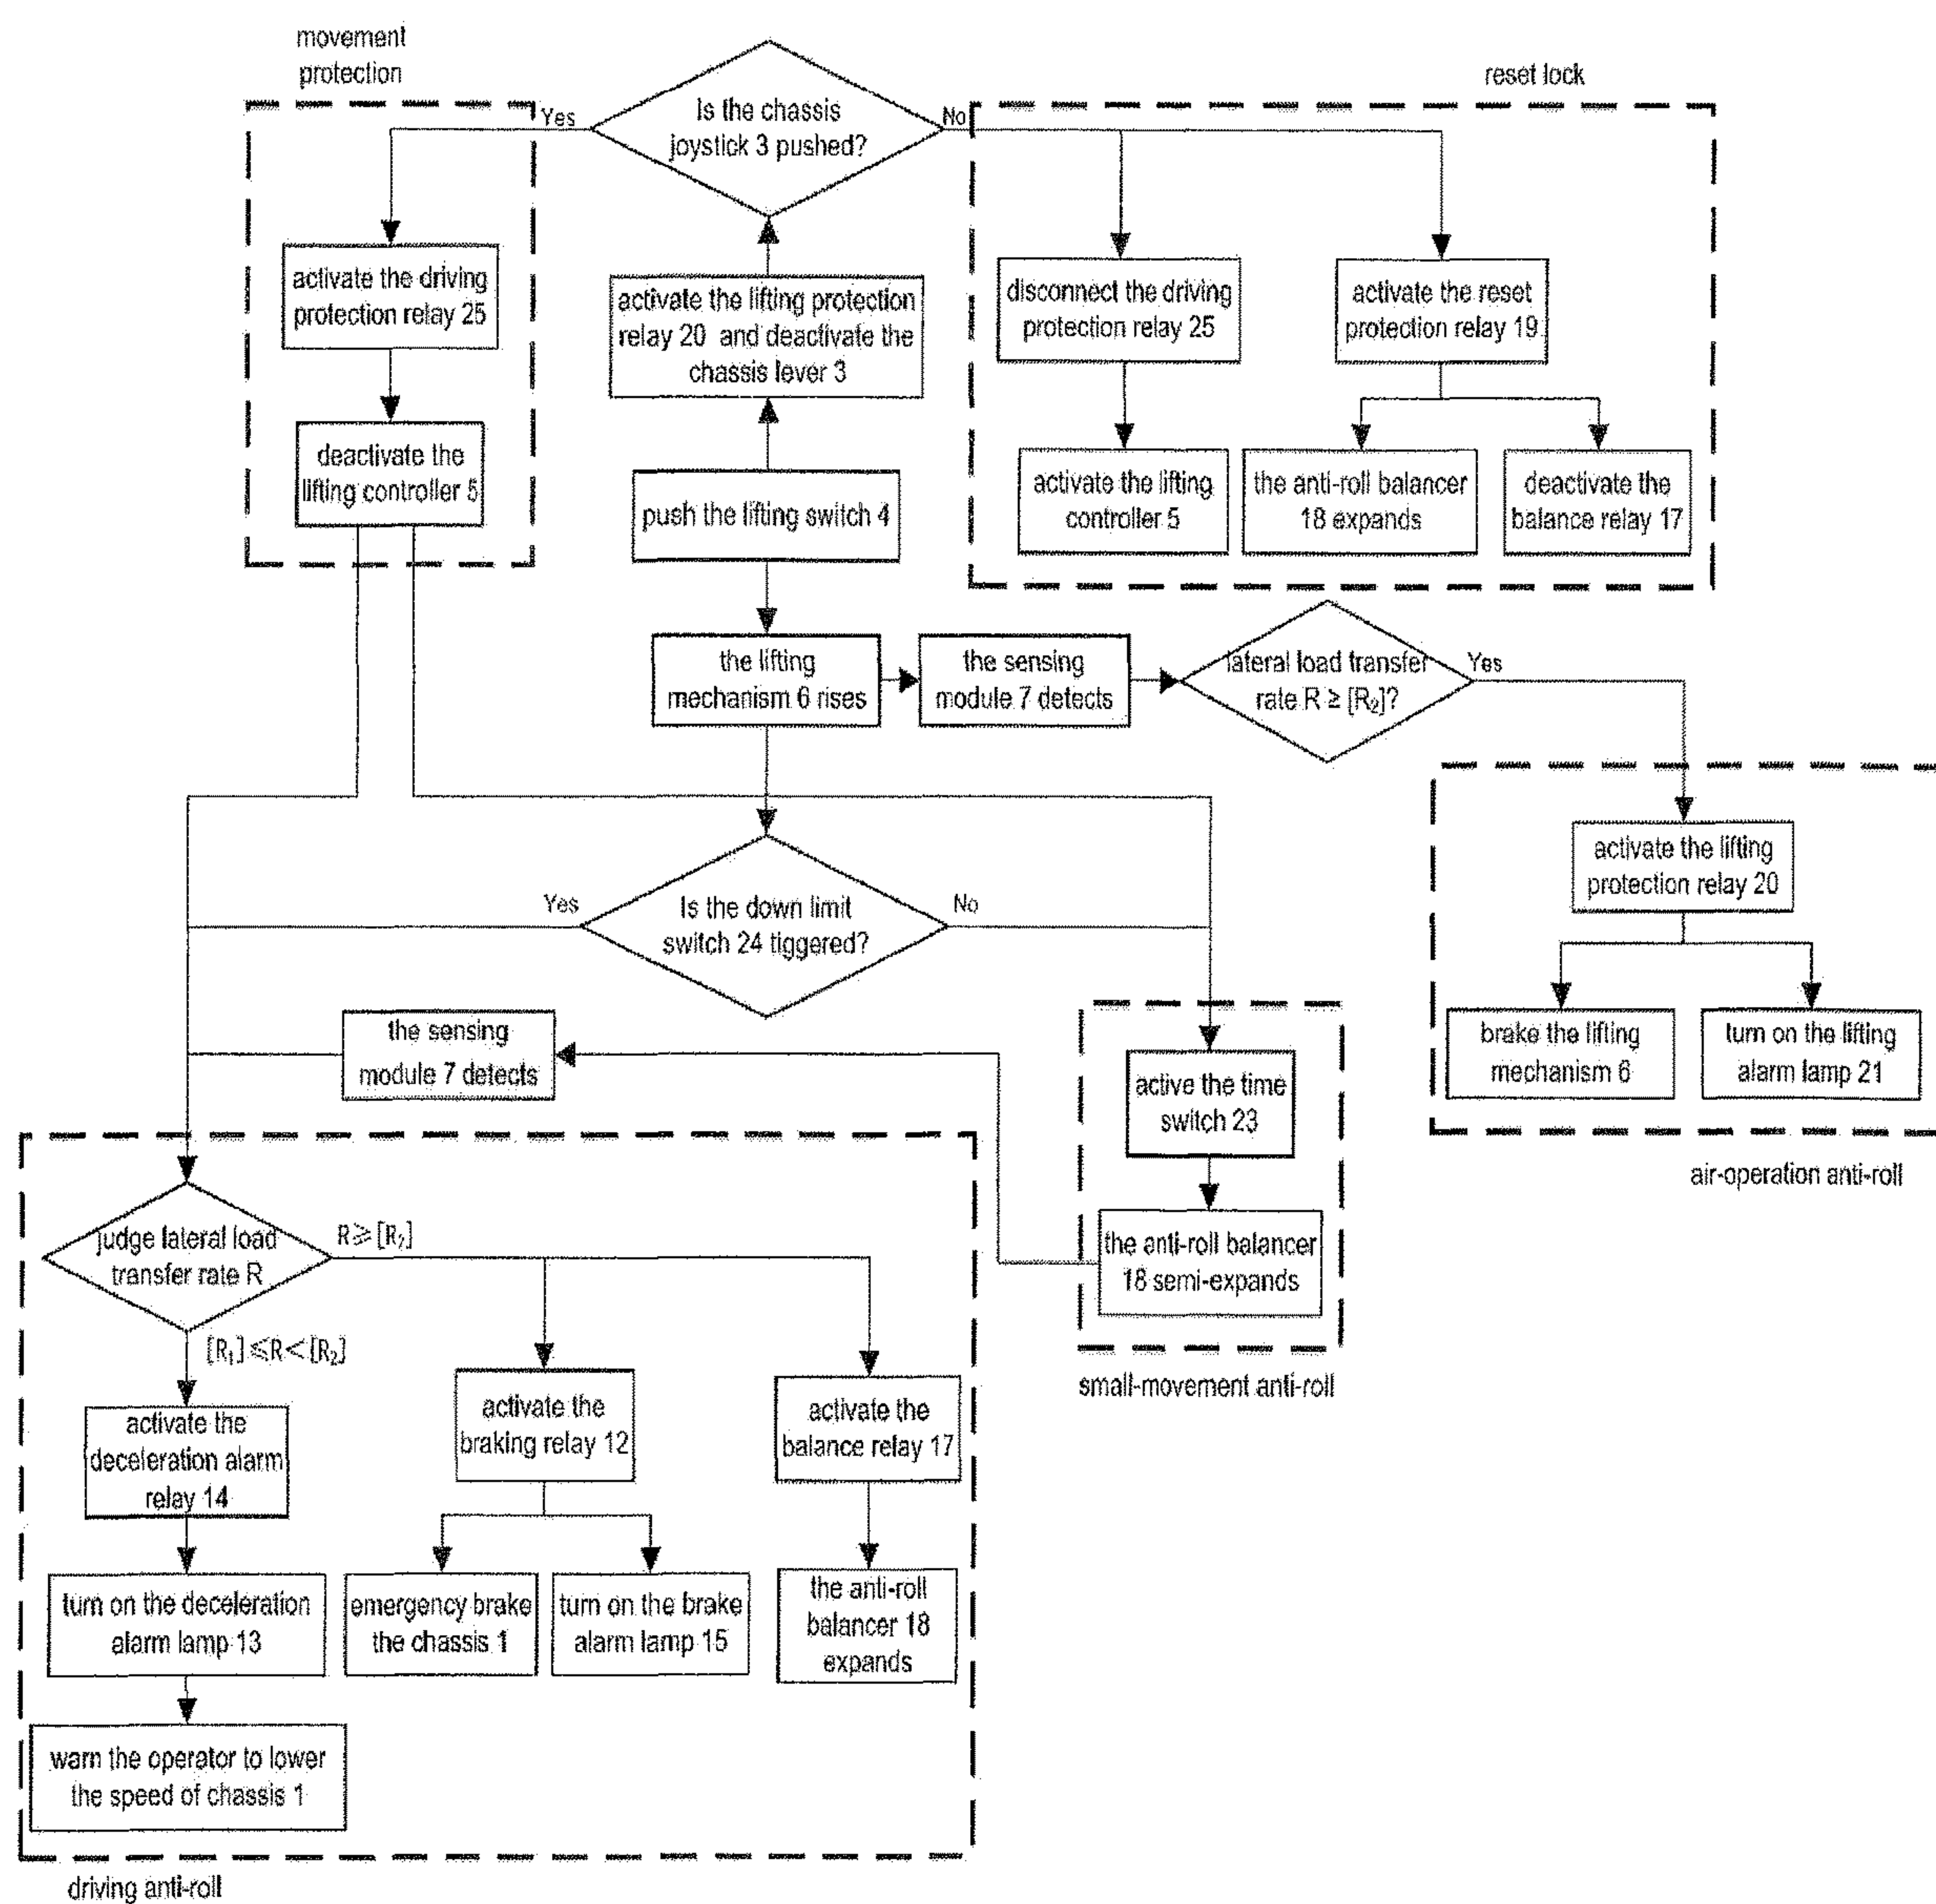 movement
protection
reset lock
Is the chassis
joystick 3 pushed?
Yes
No
activate the driving
protection relay 25
activate the lifting protection
relay 20 and deactivate the
chassis lever 3
disconnect the driving
protection relay 25
activate the reset
protection relay 19
deactivate the
lifting controller 5
push the lifting switch 4
activate the lifting
controller 5
the anti-roll balancer
18 expands
deactivate the
balance relay 17
the lifting
mechanism 6 rises
the sensing
module 7 detects
lateral load transfer
rate R ≥ [R₂]?
Yes
activate the lifting
protection relay 20
Yes
Is the down limit
switch 24 tiggered?
No
brake the lifting
mechanism 6
turn on the lifting
alarm lamp 21
air-operation anti-roll
the sensing
module 7 detects
active the time
switch 23
the anti-roll balancer
18 semi-expands
small-movement anti-roll
judge lateral load
transfer rate R
R⩾[R₂]
[R₁]⩽R<[R₂]
activate the
deceleration alarm
relay 14
activate the
braking relay 12
activate the
balance relay 17
turn on the deceleration
alarm lamp 13
emergency brake
the chassis 1
turn on the brake
alarm lamp 15
the anti-roll
balancer 18
expands
warn the operator to lower
the speed of chassis 1
driving anti-roll